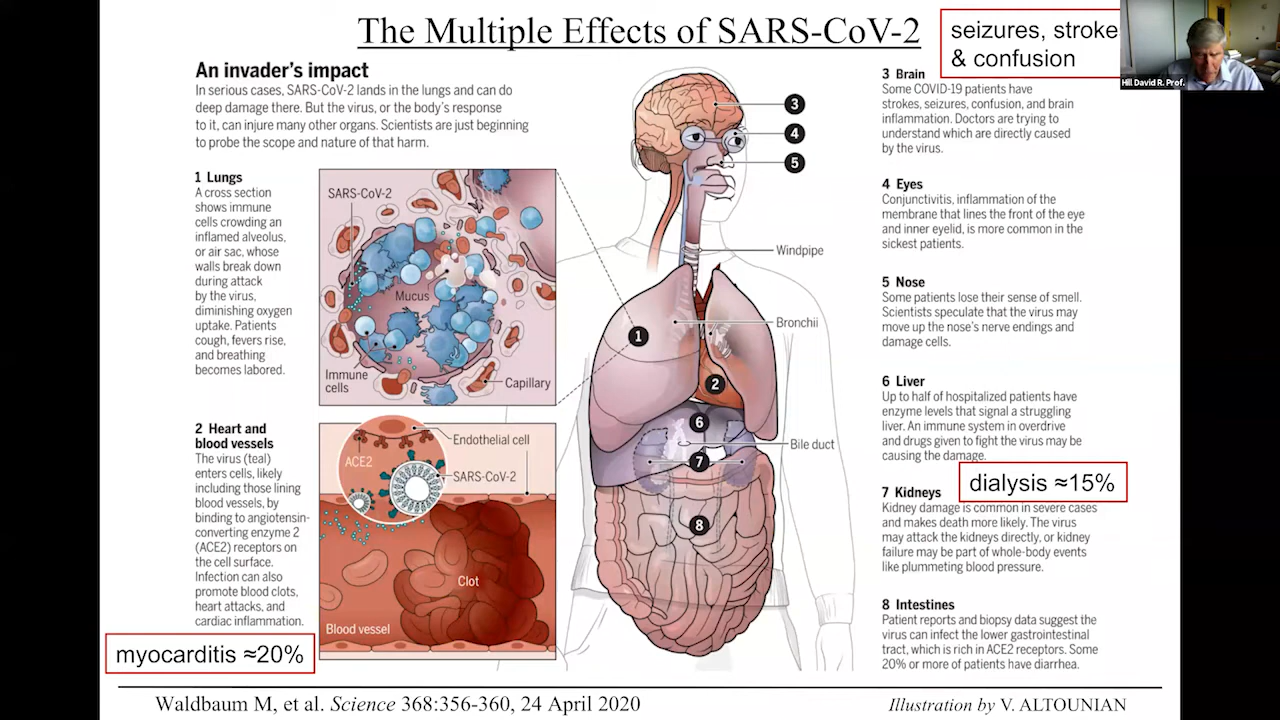 The Multiple Effects of SARS-CoV-2
seizures, stroke
& confusion
Hill David R. Prof.
An invader's impact
In serious cases, SARS-CoV-2 lands in the lungs and can do
deep damage there. But the virus, or the body's response
to it, can injure many other organs. Scientists are just beginning
to probe the scope and nature of that harm.
1 Lungs
A cross section
shows immune
cells crowding an
inflamed alveolus,
or air sac, whose
walls break down
during attack
by the virus,
diminishing oxygen
uptake. Patients
cough, fevers rise,
and breathing
becomes labored.
SARS-CoV-2
Mucus
Immune
cells
Capillary
2 Heart and
blood vessels
The virus (teal)
enters cells, likely
including those lining
blood vessels, by
binding to angiotensin-
converting enzyme 2
(ACE2) receptors on
the cell surface.
Infection can also
promote blood clots,
heart attacks, and
cardiac inflammation.
myocarditis ≈20%
Endothelial cell
ACE2
SARS-CoV-2
Clot
Blood vessel
3
4
5
Windpipe
Bronchii
1
2
6
Bile duct
7
8
3 Brain
Some COVID-19 patients have
strokes, seizures, confusion, and brain
inflammation. Doctors are trying to
understand which are directly caused
by the virus.
4 Eyes
Conjunctivitis, inflammation of the
membrane that lines the front of the eye
and inner eyelid, is more common in the
sickest patients.
5 Nose
Some patients lose their sense of smell.
Scientists speculate that the virus may
move up the nose's nerve endings and
damage cells.
6 Liver
Up to half of hospitalized patients have
enzyme levels that signal a struggling
liver. An immune system in overdrive
and drugs given to fight the virus may be
causing the damage.
dialysis ≈15%
7 Kidneys
Kidney damage is common in severe cases
and makes death more likely. The virus
may attack the kidneys directly, or kidney
failure may be part of whole-body events
like plummeting blood pressure.
8 Intestines
Patient reports and biopsy data suggest the
virus can infect the lower gastrointestinal
tract, which is rich in ACE2 receptors. Some
20% or more of patients have diarrhea.
Waldbaum M, et al. Science 368:356-360, 24 April 2020
Illustration by V. ALTOUNIAN